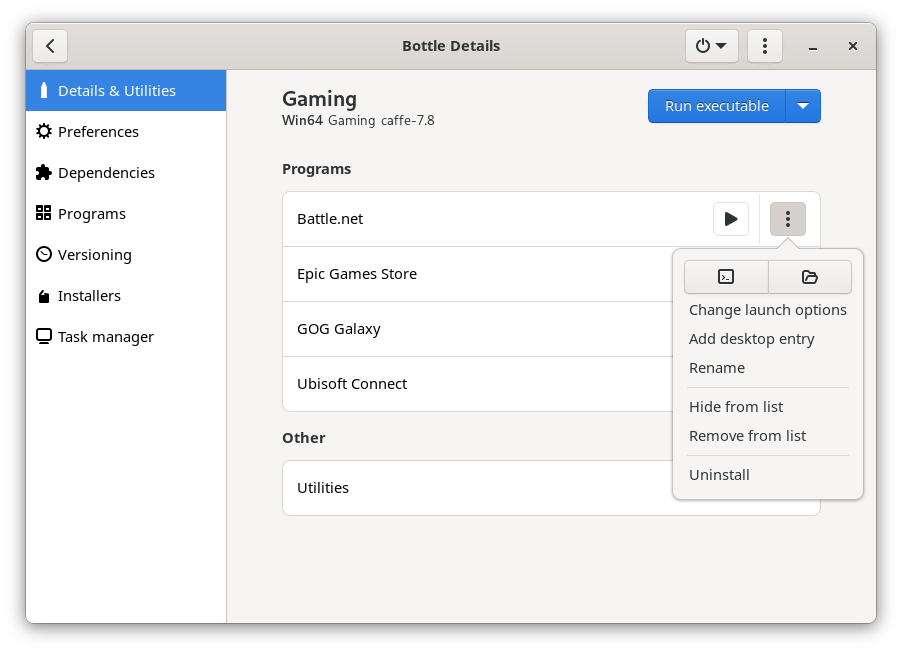 Bottle Details
Details & Utilities
Preferences
Dependencies
Programs
Versioning
Installers
Task manager
Gaming
Win64 Gaming caffe-7.8
Run executable
Programs
Battle.net
Epic Games Store
GOG Galaxy
Ubisoft Connect
Other
Utilities
Change launch options
Add desktop entry
Rename
Hide from list
Remove from list
Uninstall